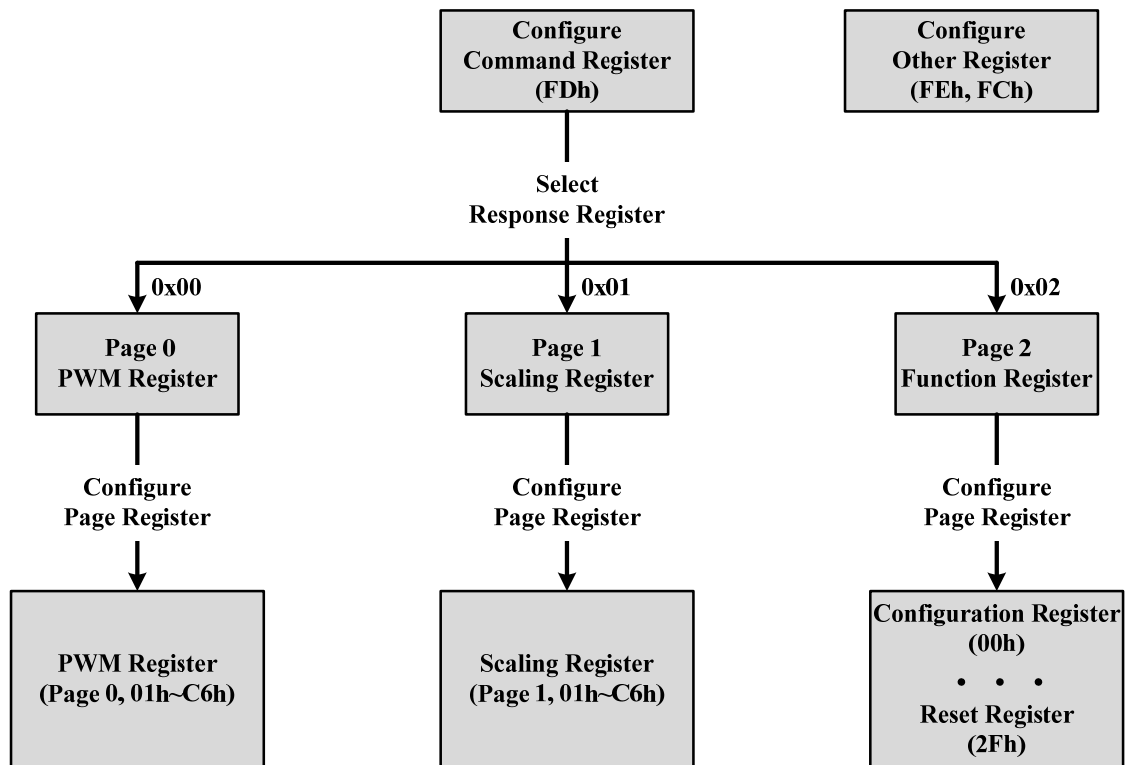 Configure
Command Register
(FDh)
Configure
Other Register
(FEh, FCh)
Select
Response Register
0x00
0x01
0x02
Page 0
PWM Register
Page 1
Scaling Register
Page 2
Function Register
Configure
Page Register
Configure
Page Register
Configure
Page Register
PWM Register
(Page 0, 01h~C6h)
Scaling Register
(Page 1, 01h~C6h)
Configuration Register
(00h)
• • •
Reset Register
(2Fh)